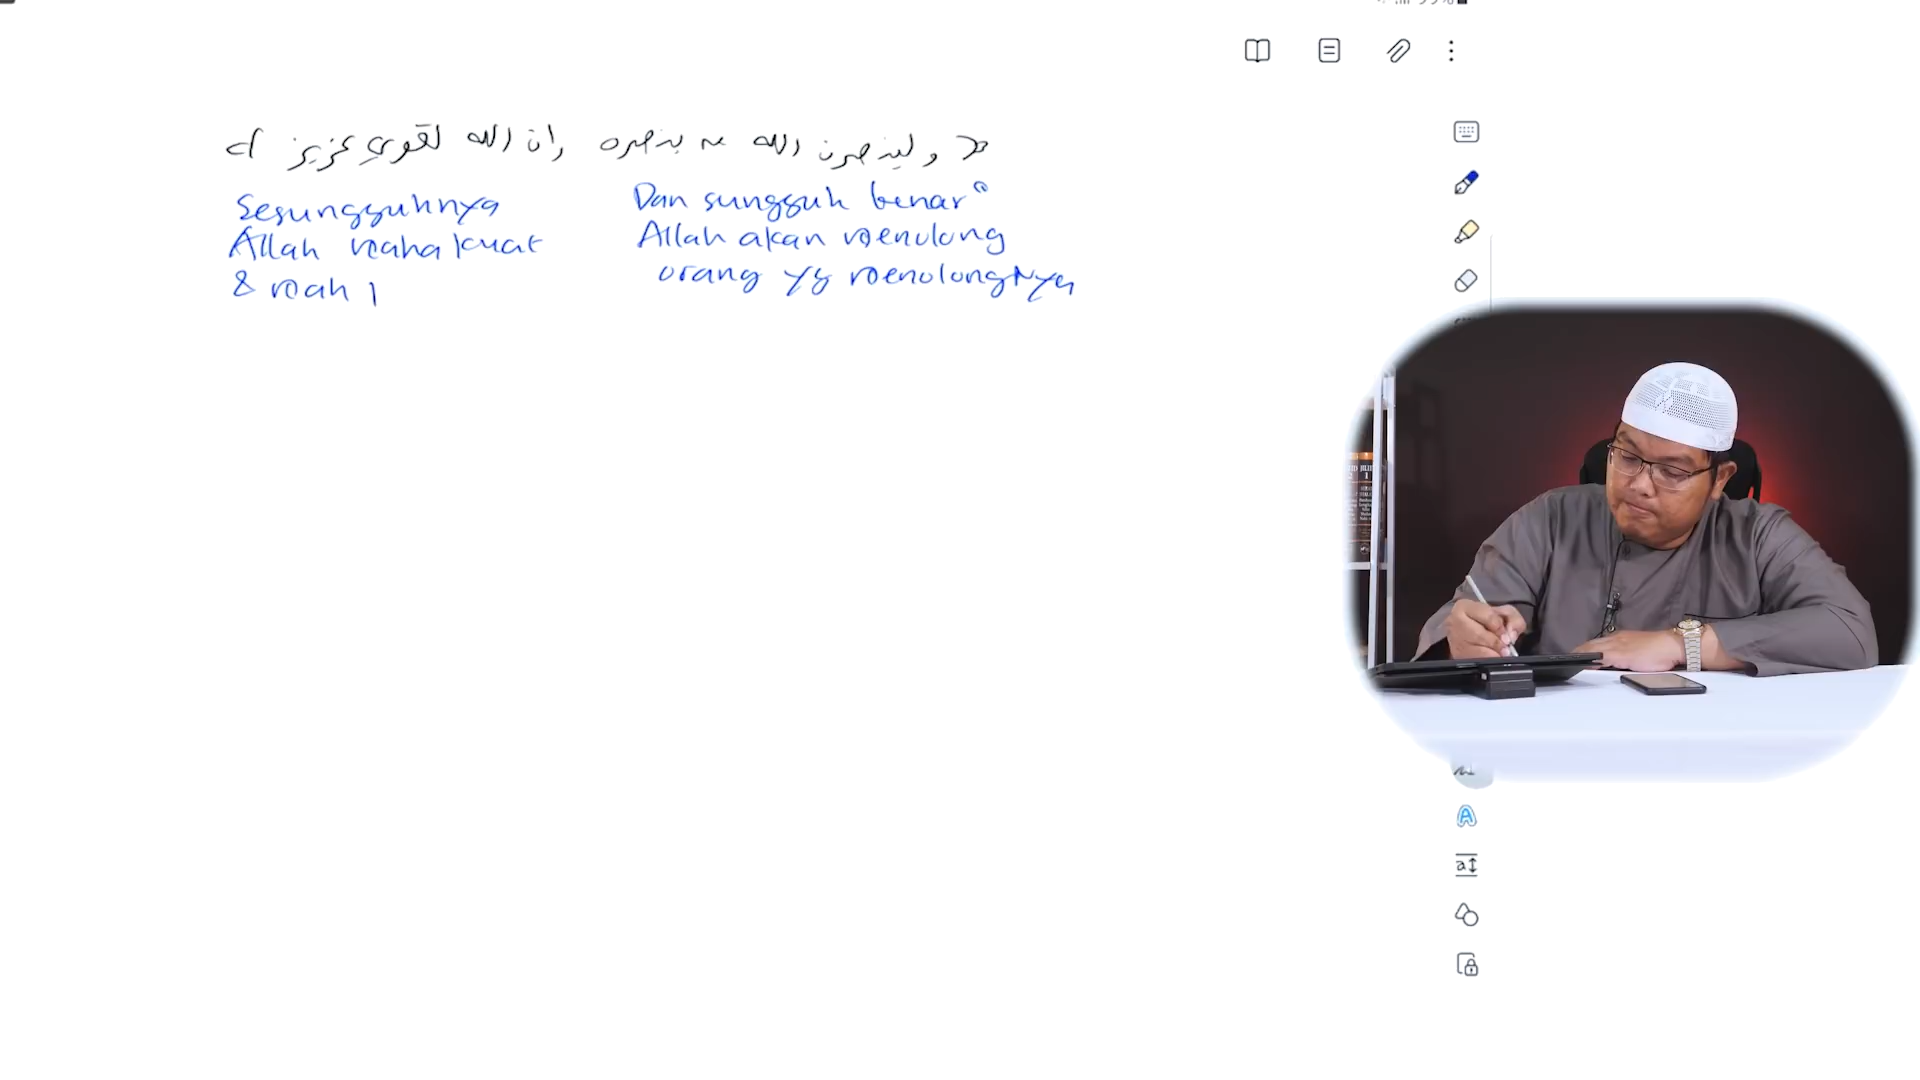 ولينصرن الله من ينصره إن الله لقوي عزيز
Dan sungguh benar²
Allah akan menolong
orang yg menolongNya
Sesungguhnya
Allah maha kuat
& mah